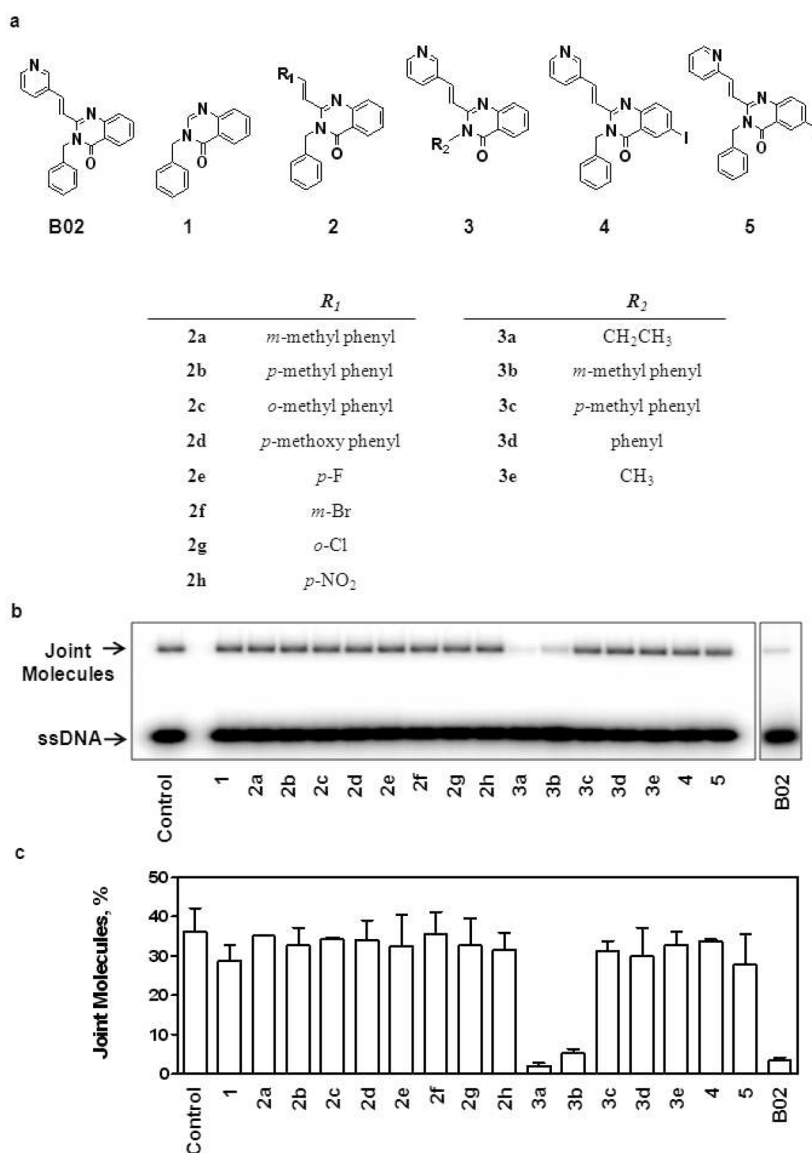 a
N N N O
N N O
R1 N N O
N N N R2 O
N N N O I
N N N O
B02 1 2 3 4 5
R1 R2
2a m-methyl phenyl 3a CH2CH3
2b p-methyl phenyl 3b m-methyl phenyl
2c o-methyl phenyl 3c p-methyl phenyl
2d p-methoxy phenyl 3d phenyl
2e p-F 3e CH3
2f m-Br
2g o-Cl
2h p-NO2
b
Joint
Molecules
ssDNA
Control 1 2a 2b 2c 2d 2e 2f 2g 2h 3a 3b 3c 3d 3e 4 5 B02
c
Joint Molecules, %
50
40
30
20
10
0
Control 1 2a 2b 2c 2d 2e 2f 2g 2h 3a 3b 3c 3d 3e 4 5 B02